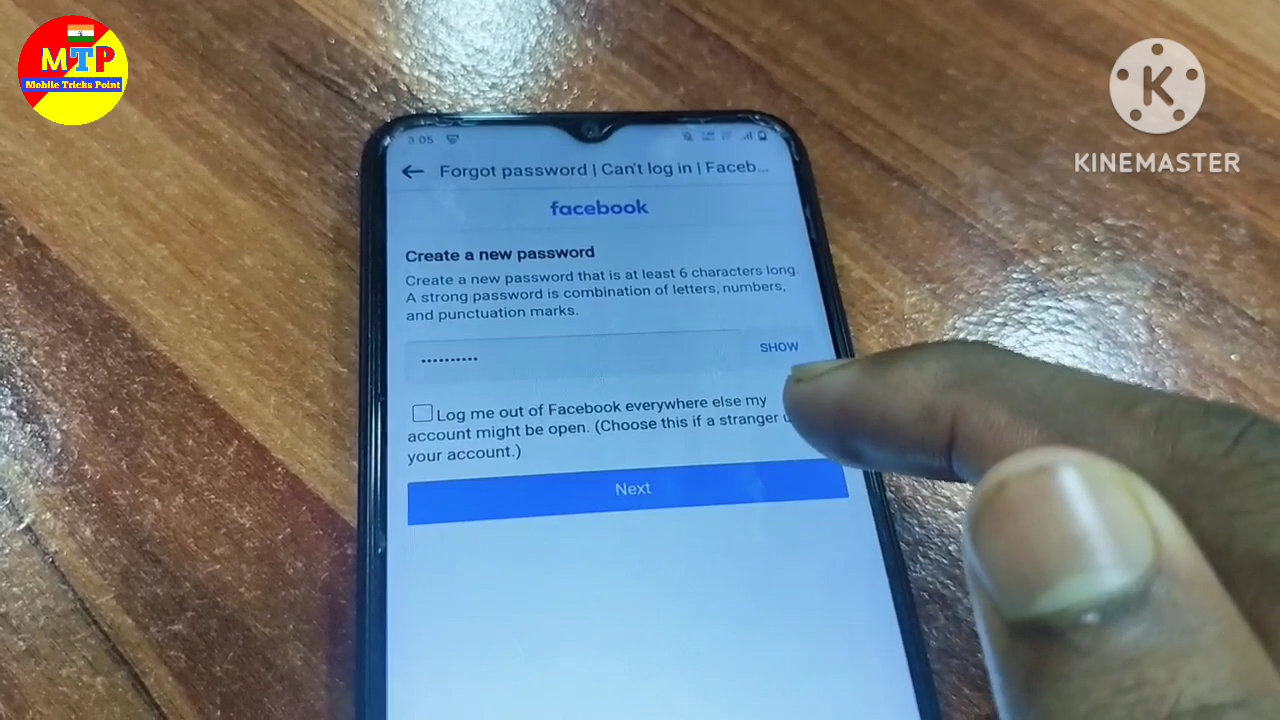 MTP
Mobile Tricks Point
K
KINEMASTER
3:05
Forgot password | Can't log in | Faceb...
facebook
Create a new password
Create a new password that is at least 6 characters long.
A strong password is combination of letters, numbers,
and punctuation marks.
••••••••••
SHOW
Log me out of Facebook everywhere else my
account might be open. (Choose this if a stranger
your account.)
Next